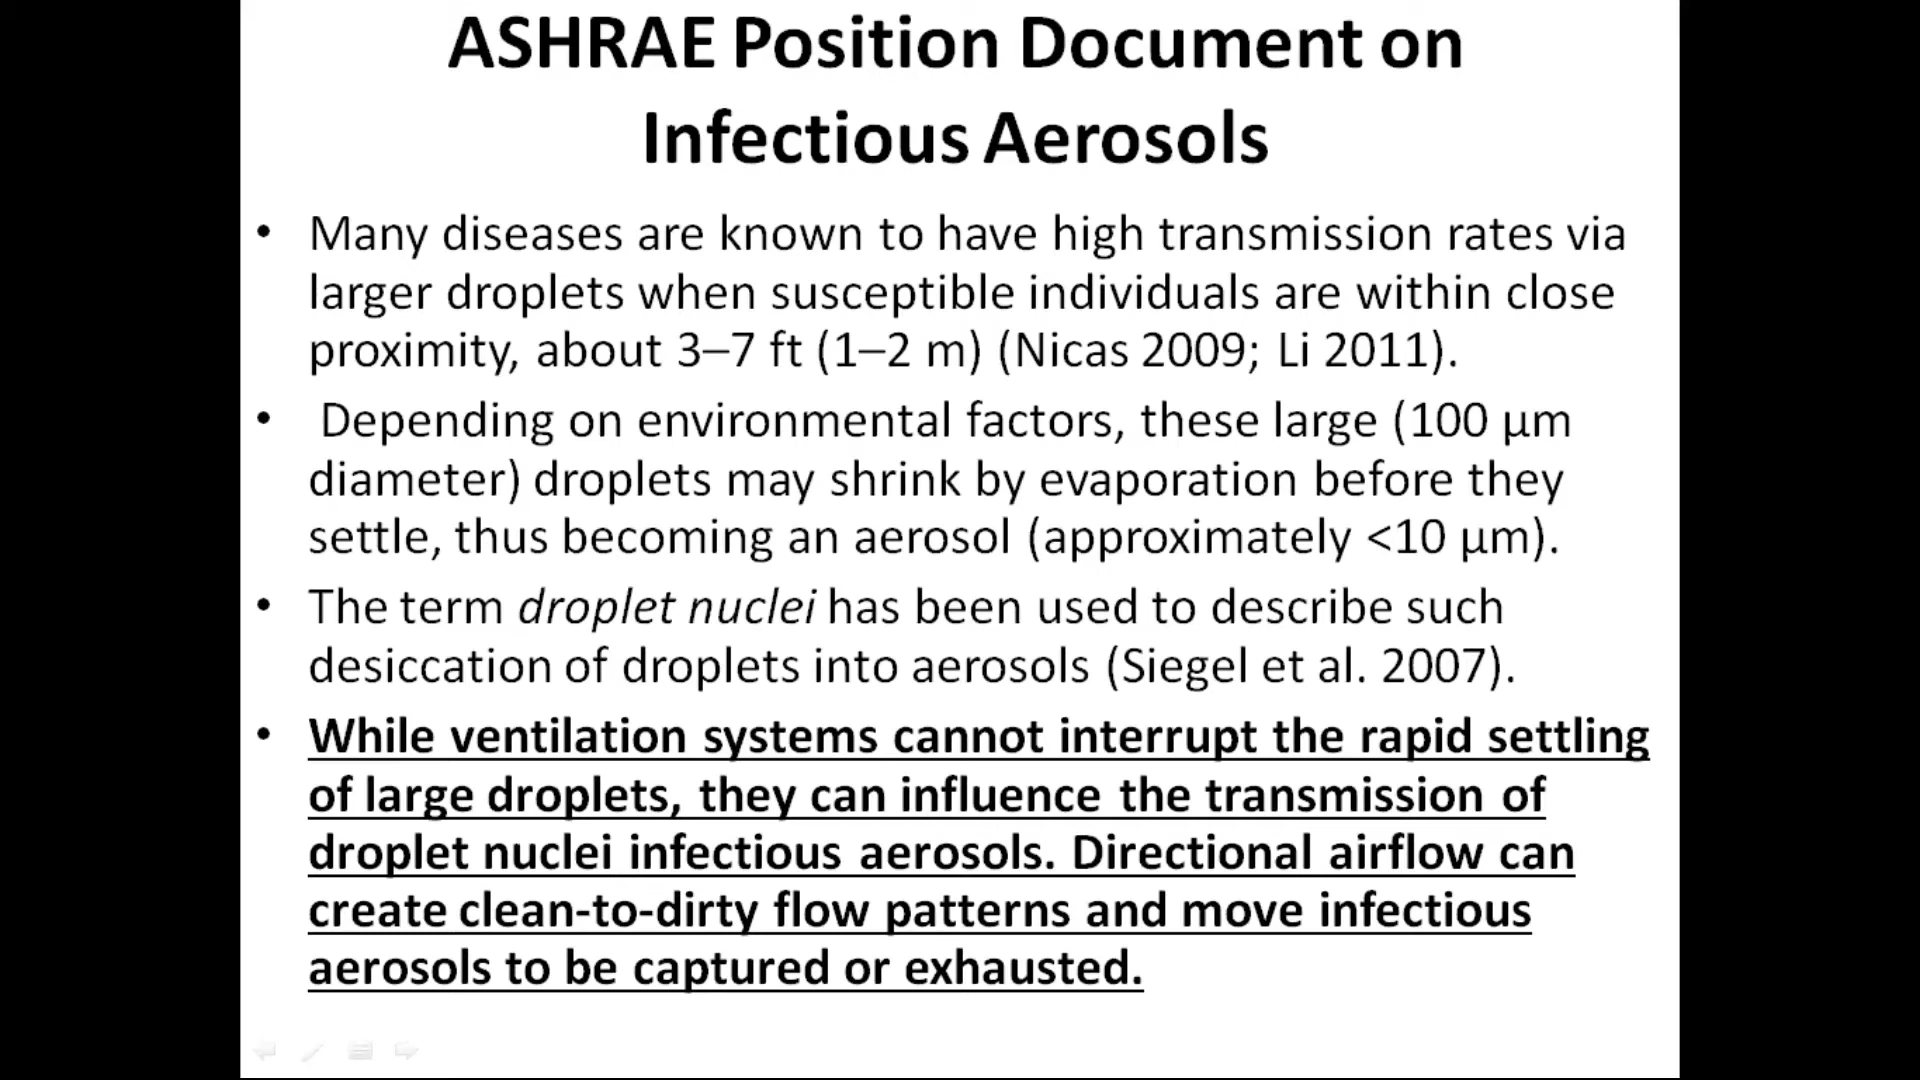 ASHRAE Position Document on
Infectious Aerosols
• Many diseases are known to have high transmission rates via
larger droplets when susceptible individuals are within close
proximity, about 3–7 ft (1–2 m) (Nicas 2009; Li 2011).
• Depending on environmental factors, these large (100 µm
diameter) droplets may shrink by evaporation before they
settle, thus becoming an aerosol (approximately <10 µm).
• The term droplet nuclei has been used to describe such
desiccation of droplets into aerosols (Siegel et al. 2007).
• While ventilation systems cannot interrupt the rapid settling
of large droplets, they can influence the transmission of
droplet nuclei infectious aerosols. Directional airflow can
create clean-to-dirty flow patterns and move infectious
aerosols to be captured or exhausted.